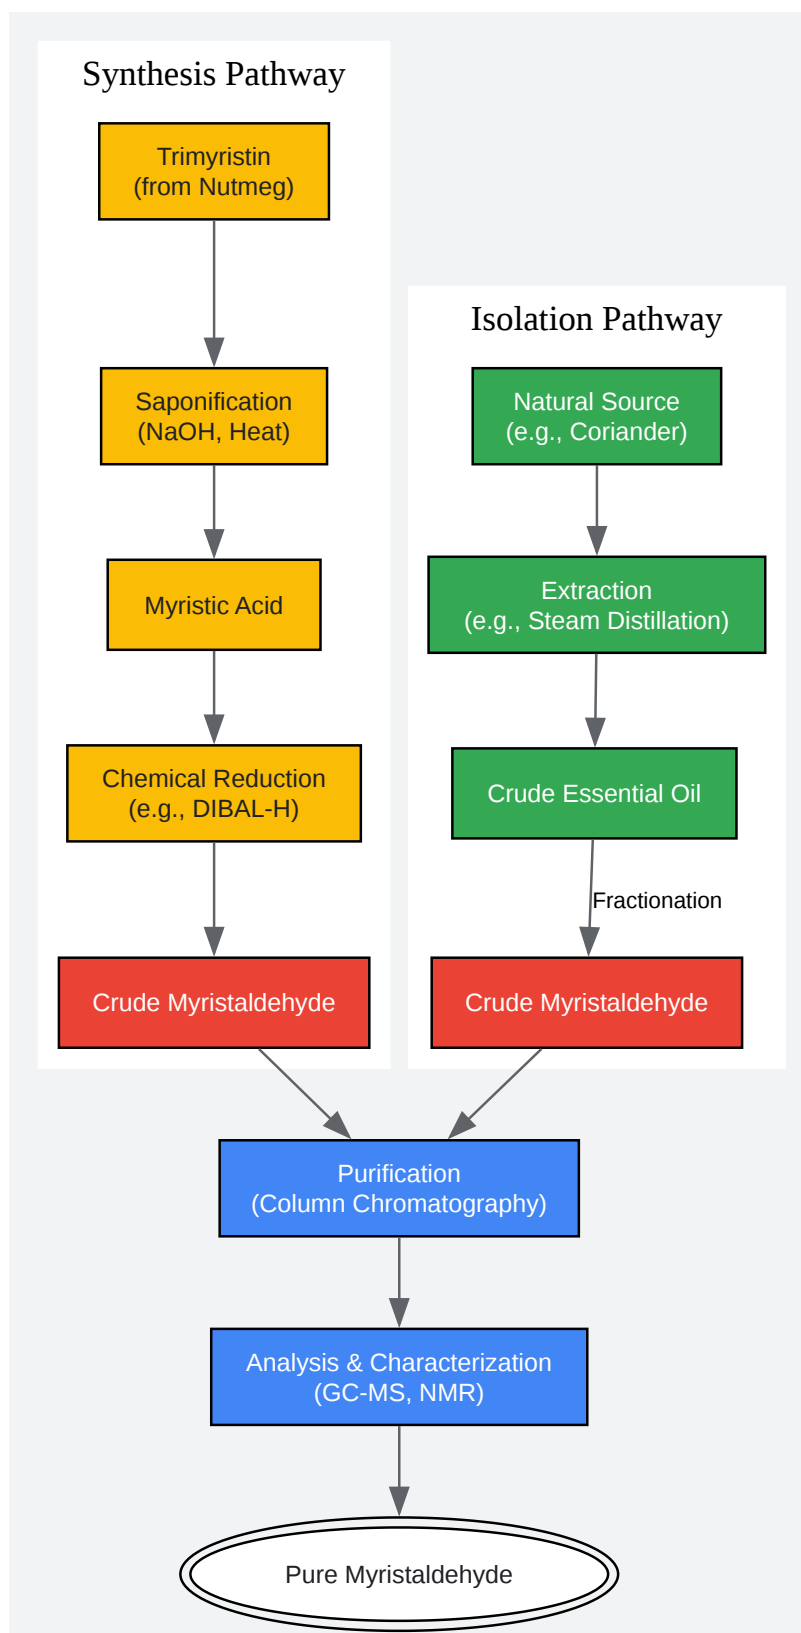 Synthesis Pathway
Trimyristin
(from Nutmeg)
Saponification
(NaOH, Heat)
Myristic Acid
Chemical Reduction
(e.g., DIBAL-H)
Crude Myristaldehyde
Isolation Pathway
Natural Source
(e.g., Coriander)
Extraction
(e.g., Steam Distillation)
Crude Essential Oil
Fractionation
Crude Myristaldehyde
Purification
(Column Chromatography)
Analysis & Characterization
(GC-MS, NMR)
Pure Myristaldehyde